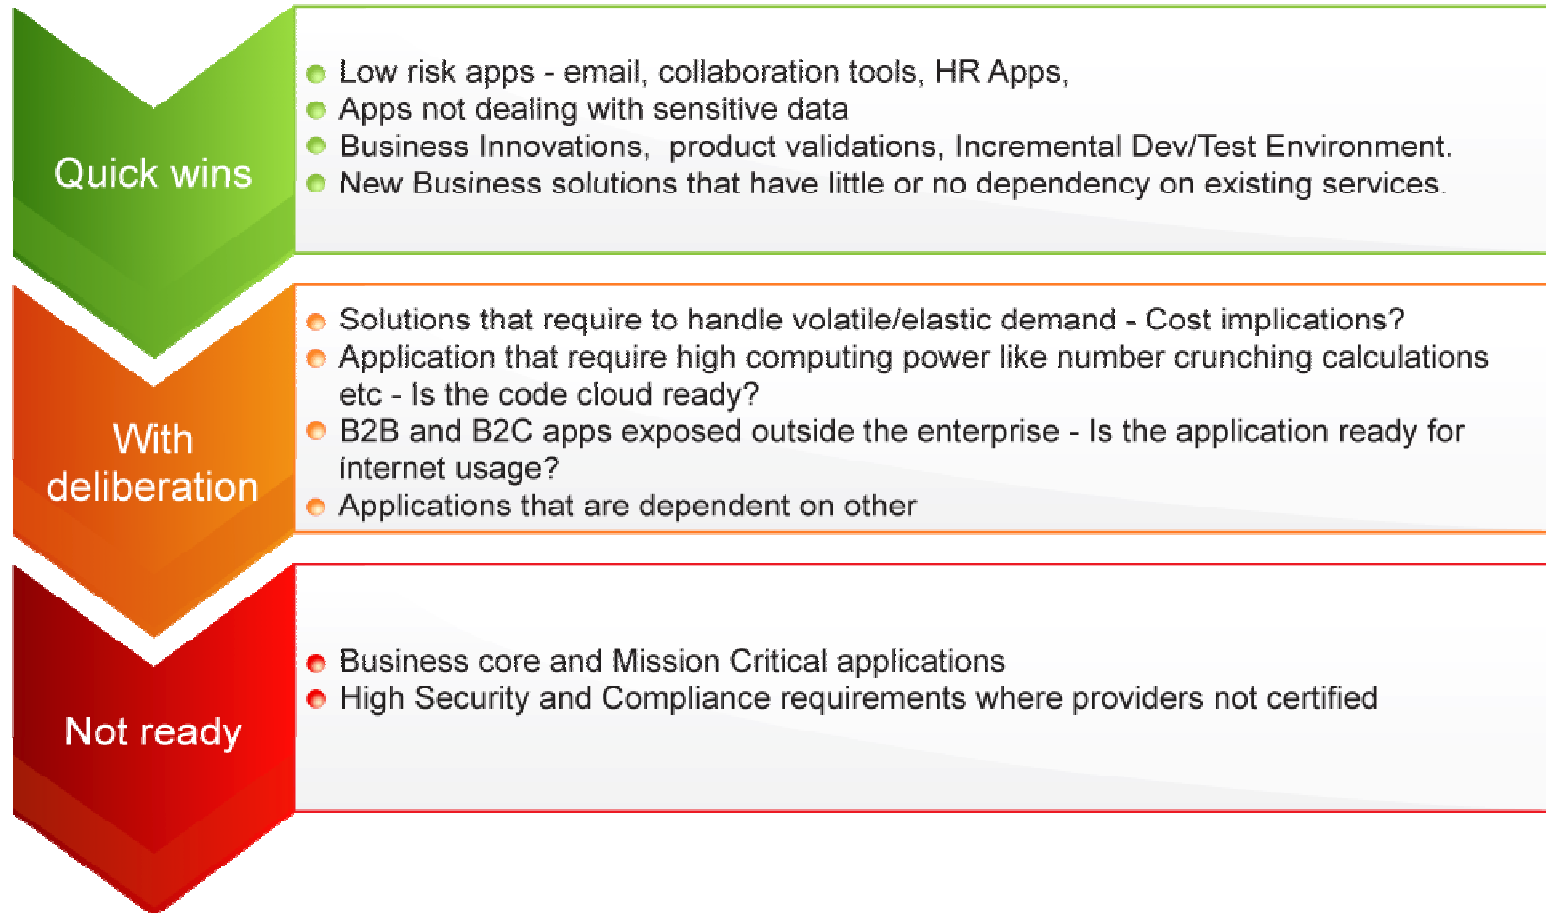 Quick wins
Low risk apps - email, collaboration tools, HR Apps,
Apps not dealing with sensitive data
Business Innovations,  product validations, Incremental Dev/Test Environment.
New Business solutions that have little or no dependency on existing services.
With
deliberation
Solutions that require to handle volatile/elastic demand - Cost implications?
Application that require high computing power like number crunching calculations
etc - Is the code cloud ready?
B2B and B2C apps exposed outside the enterprise - Is the application ready for
internet usage?
Applications that are dependent on other
Not ready
Business core and Mission Critical applications
High Security and Compliance requirements where providers not certified